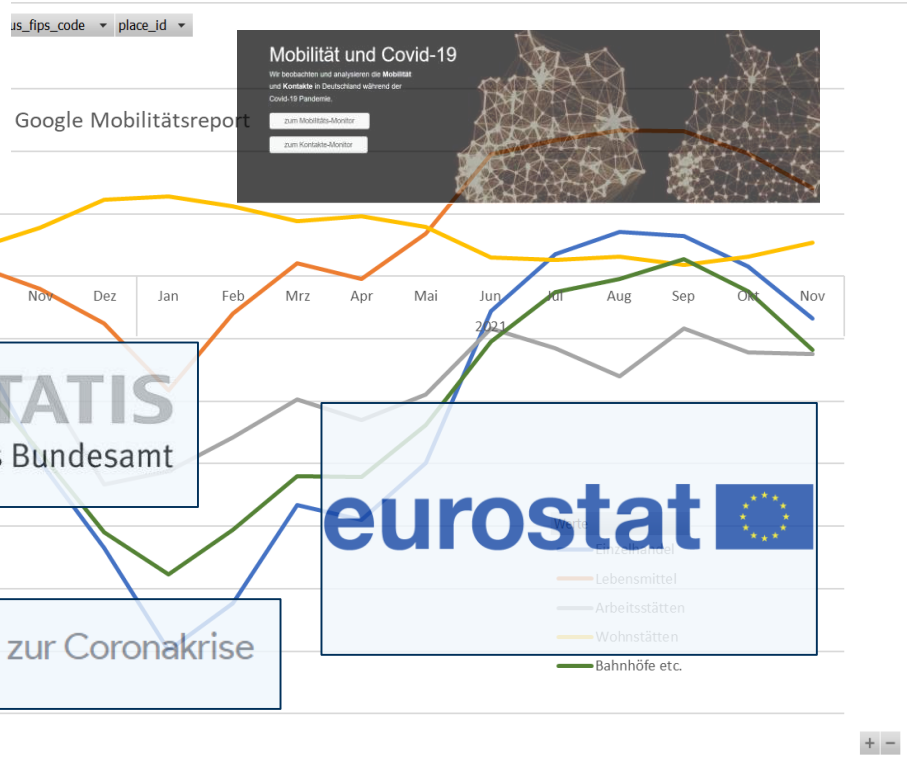 us_fips_code place_id
Mobilität und Covid-19
Wir beobachten und analysieren die Mobilität
und Kontakte in Deutschland während der
Covid-19 Pandemie.
zum Mobilitäts-Monitor
zum Kontakte-Monitor
Google Mobilitätsreport
Nov Dez Jan Feb Mrz Apr Mai Jun Jul Aug Sep Okt Nov
2021
TATIS
s Bundesamt
eurostat
Werte
Einzelhandel
Lebensmittel
Arbeitsstätten
Wohnstätten
Bahnhöfe etc.
zur Coronakrise